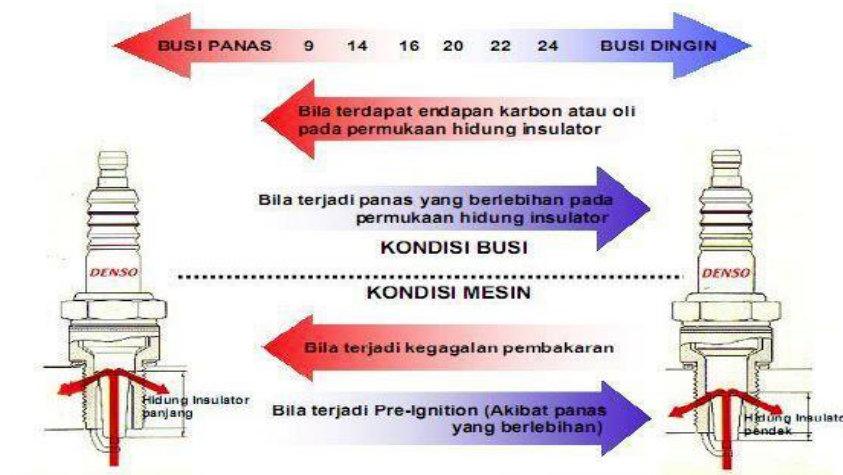 BUSI PANAS 9 14 16 20 22 24 BUSI DINGIN
Bila terdapat endapan karbon atau oli
pada permukaan hidung insulator
Bila terjadi panas yang berlebihan pada
permukaan hidung insulator
KONDISI BUSI
DENSO
DENSO
KONDISI MESIN
Bila terjadi kegagalan pembakaran
Hidung Insulator
panjang
Bila terjadi Pre-Ignition (Akibat panas
yang berlebihan)
Hidung Insulato
pendek